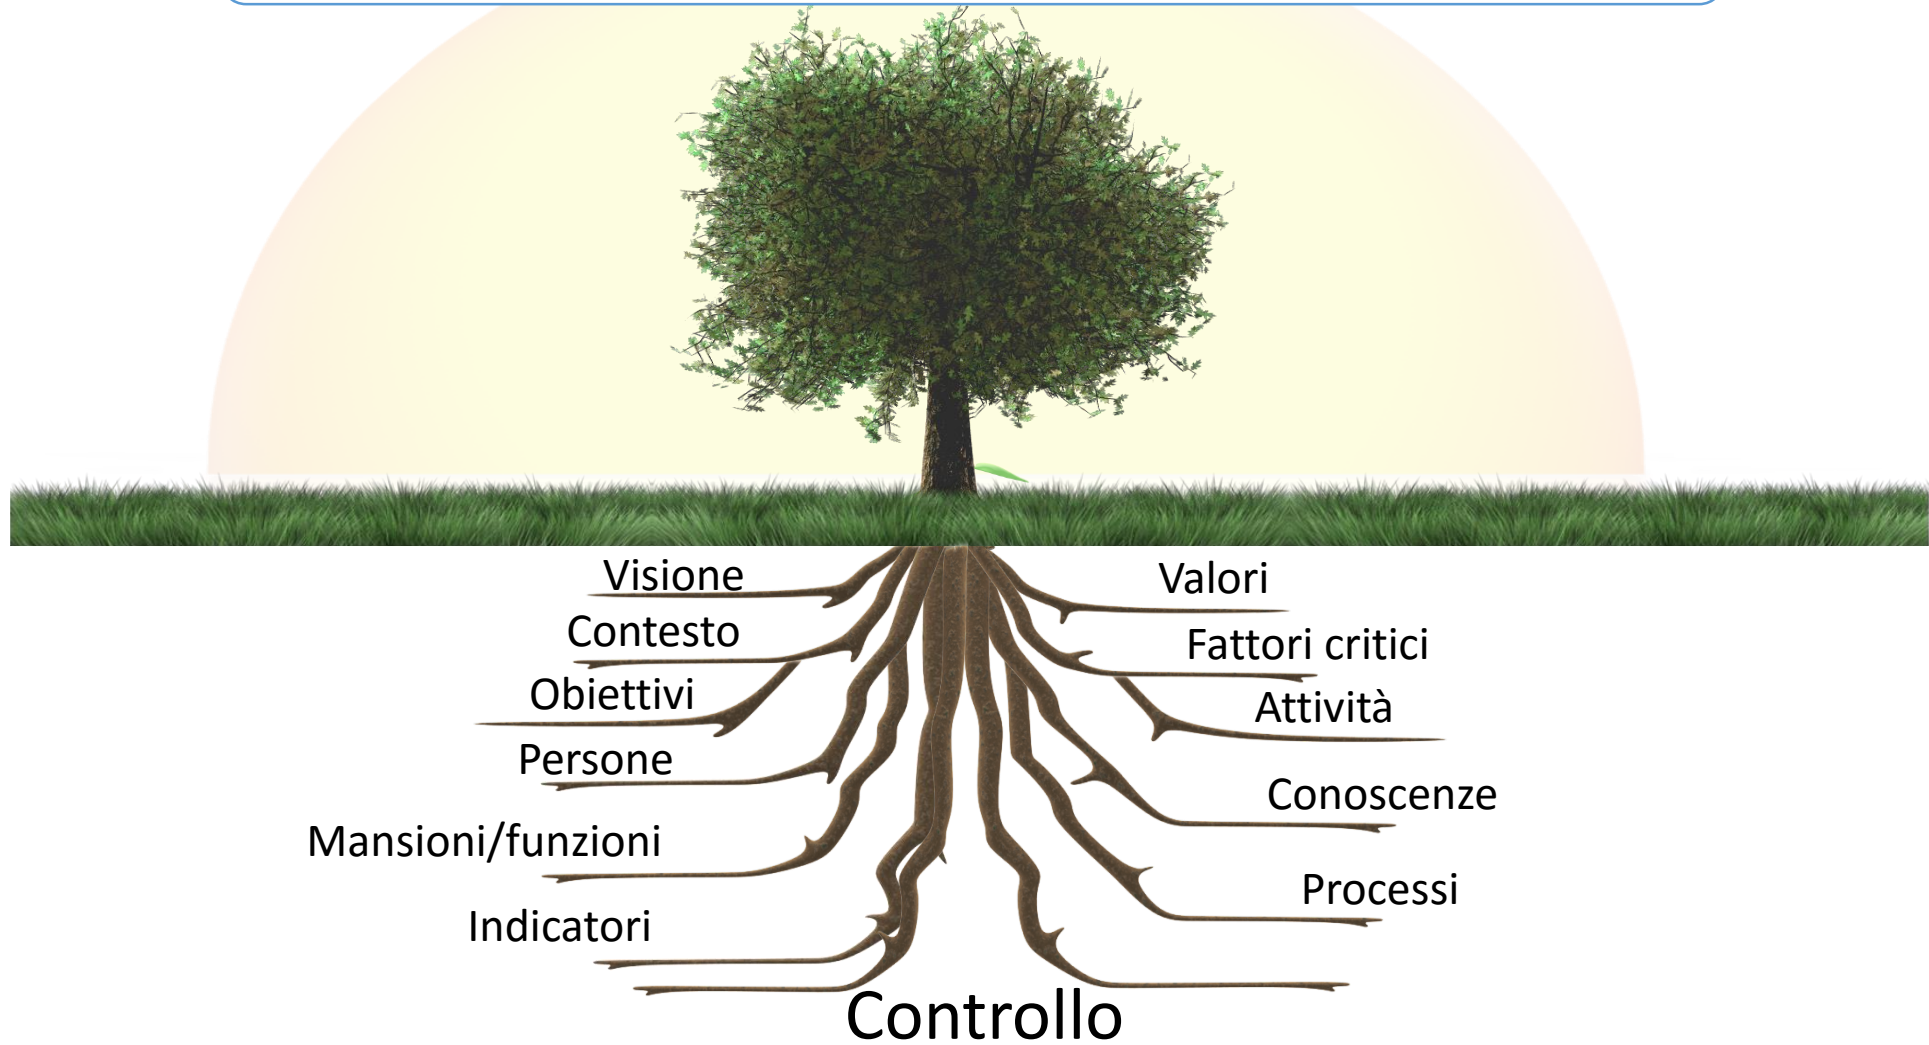 Visione
Valori
Contesto
Fattori critici
Obiettivi
Attività
Persone
Conoscenze
Mansioni/funzioni
Processi
Indicatori
Controllo